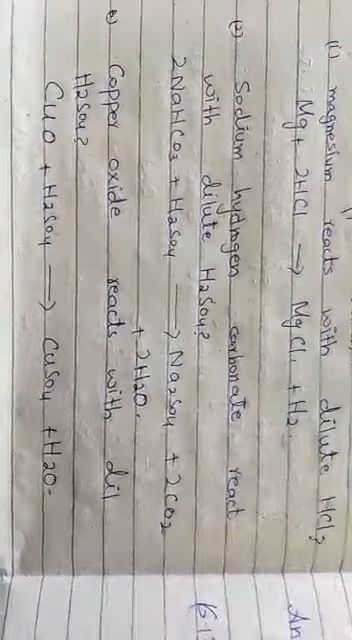 (i) magnesium reacts with dilute HCl?
Mg + 2HCl → MgCl2 + H2.
An
(2) Sodium hydrogen carbonate react
with dilute H2SO4?
2NaHCO3 + H2SO4 → Na2SO4 + 2CO2
+ 2H2O.
Copper oxide reacts with dil
H2SO4?
CuO + H2SO4 → CuSO4 + H2O.